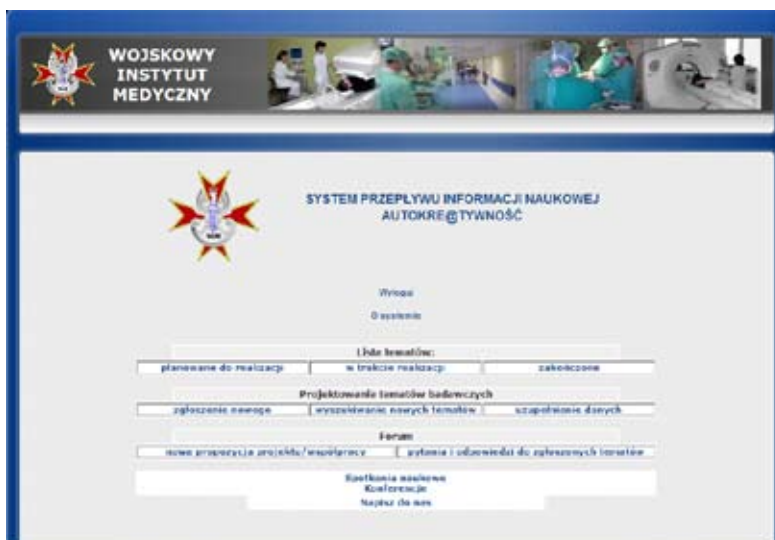 WOJSKOWY
INSTYTUT
MEDYCZNY
SYSTEM PRZEPŁYWU INFORMACJI NAUKOWEJ
AUTOKRE@TYWNOŚĆ
Wyloguj
O systemie
Lista tematów:
planowane do realizacji w trakcie realizacji zakończone
Projektowanie tematów badawczych
zgłoszenie nowego wyszukiwanie nowych tematów uzupełnianie danych
Forum
nowa propozycja projektu/współpracy pytania i odpowiedzi do zgłoszonych tematów
Spotkania naukowe
Konferencje
Napisz do nas